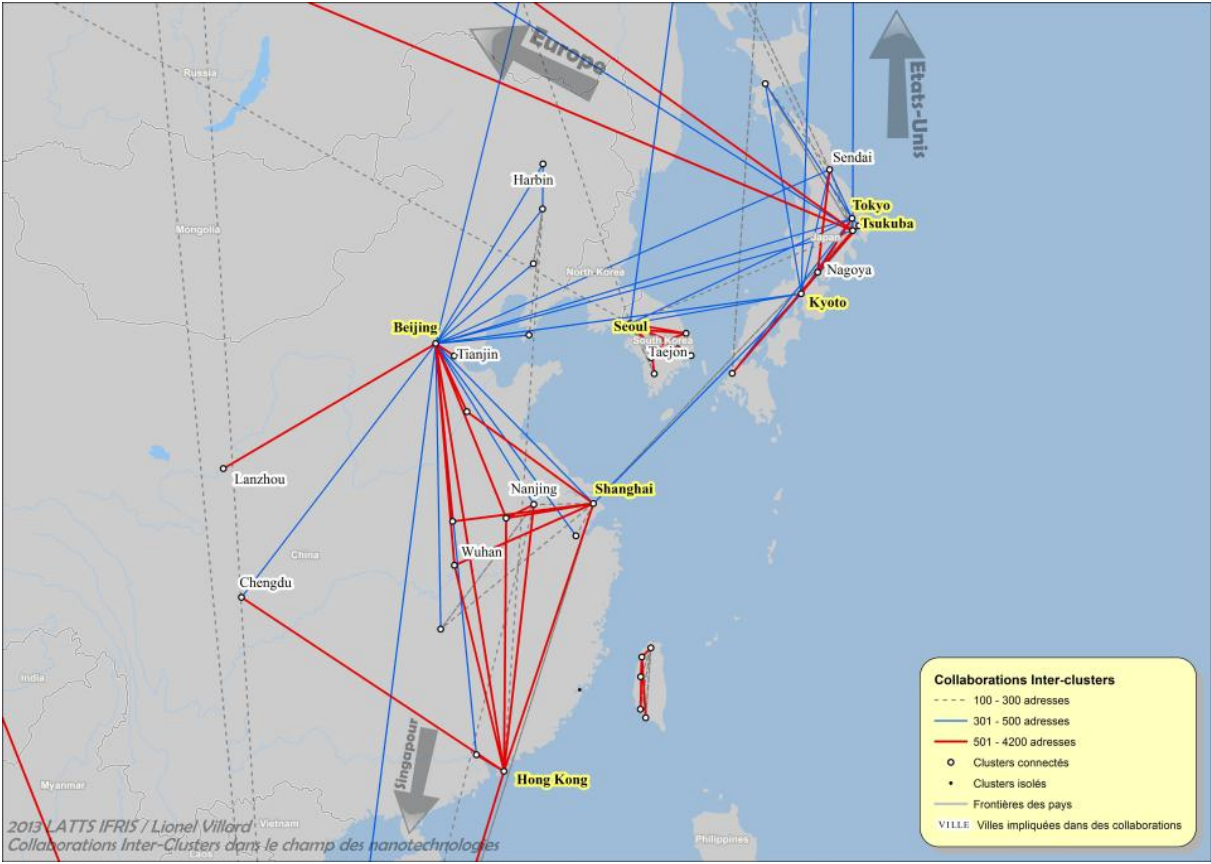 Europe
Etats-Unis
Russia
Sendai
Harbin
Tokyo
Tsukuba
Japan
Mongolia
North Korea
Nagoya
Kyoto
Beijing
Seoul
South Korea
Tianjin
Taejon
Lanzhou
Nanjing
Shanghai
Wuhan
China
Chengdu
India
Singapour
Hong Kong
Myanmar
Vietnam
Laos
Philippines
Collaborations Inter-clusters
100 - 300 adresses
301 - 500 adresses
501 - 4200 adresses
Clusters connectés
Clusters isolés
Frontières des pays
VILLE Villes impliquées dans des collaborations
2013 LATTS IFRIS / Lionel Villard
Collaborations Inter-Clusters dans le champ des nanotechnologies